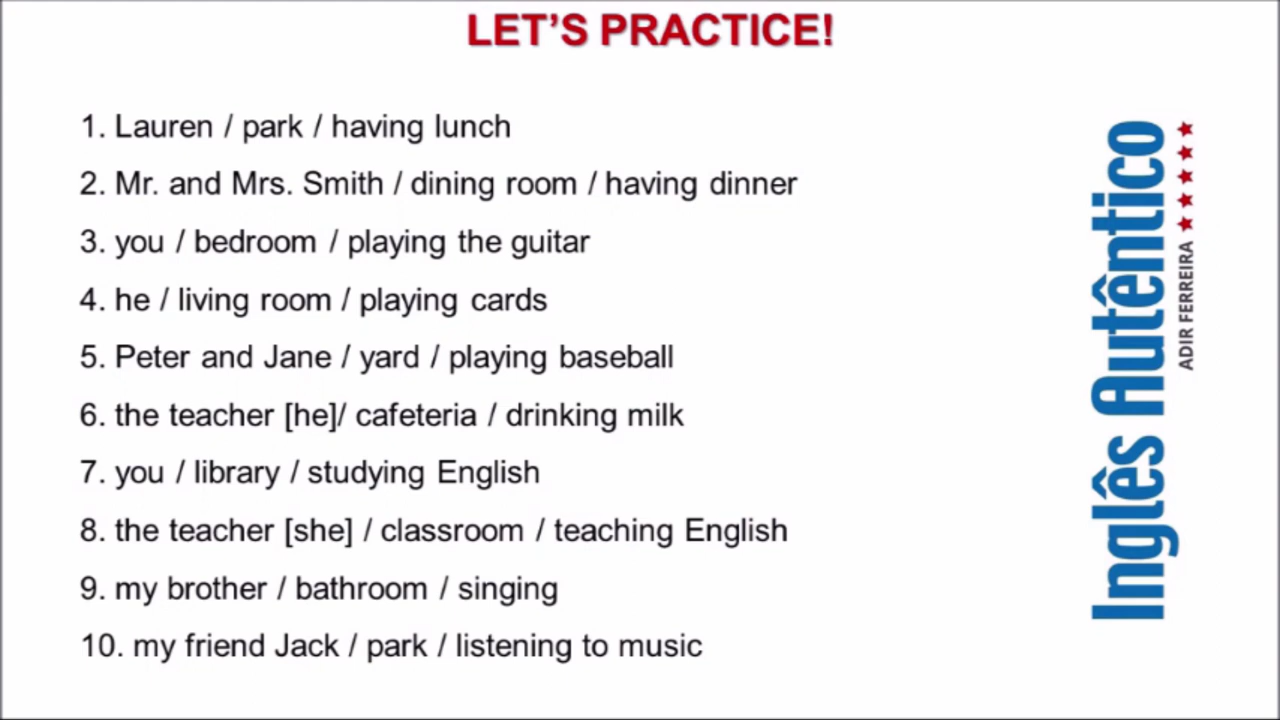 LET'S PRACTICE!
1. Lauren / park / having lunch
2. Mr. and Mrs. Smith / dining room / having dinner
3. you / bedroom / playing the guitar
4. he / living room / playing cards
5. Peter and Jane / yard / playing baseball
6. the teacher [he]/ cafeteria / drinking milk
7. you / library / studying English
8. the teacher [she] / classroom / teaching English
9. my brother / bathroom / singing
10. my friend Jack / park / listening to music
Inglês Autêntico
ADIR FERREIRA